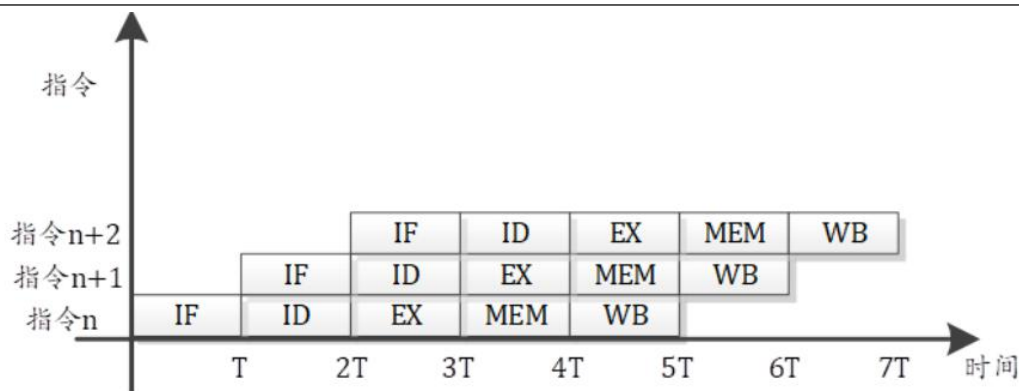 指令
指令n+2 IF ID EX MEM WB
指令n+1 IF ID EX MEM WB
指令n IF ID EX MEM WB
T 2T 3T 4T 5T 6T 7T 时间